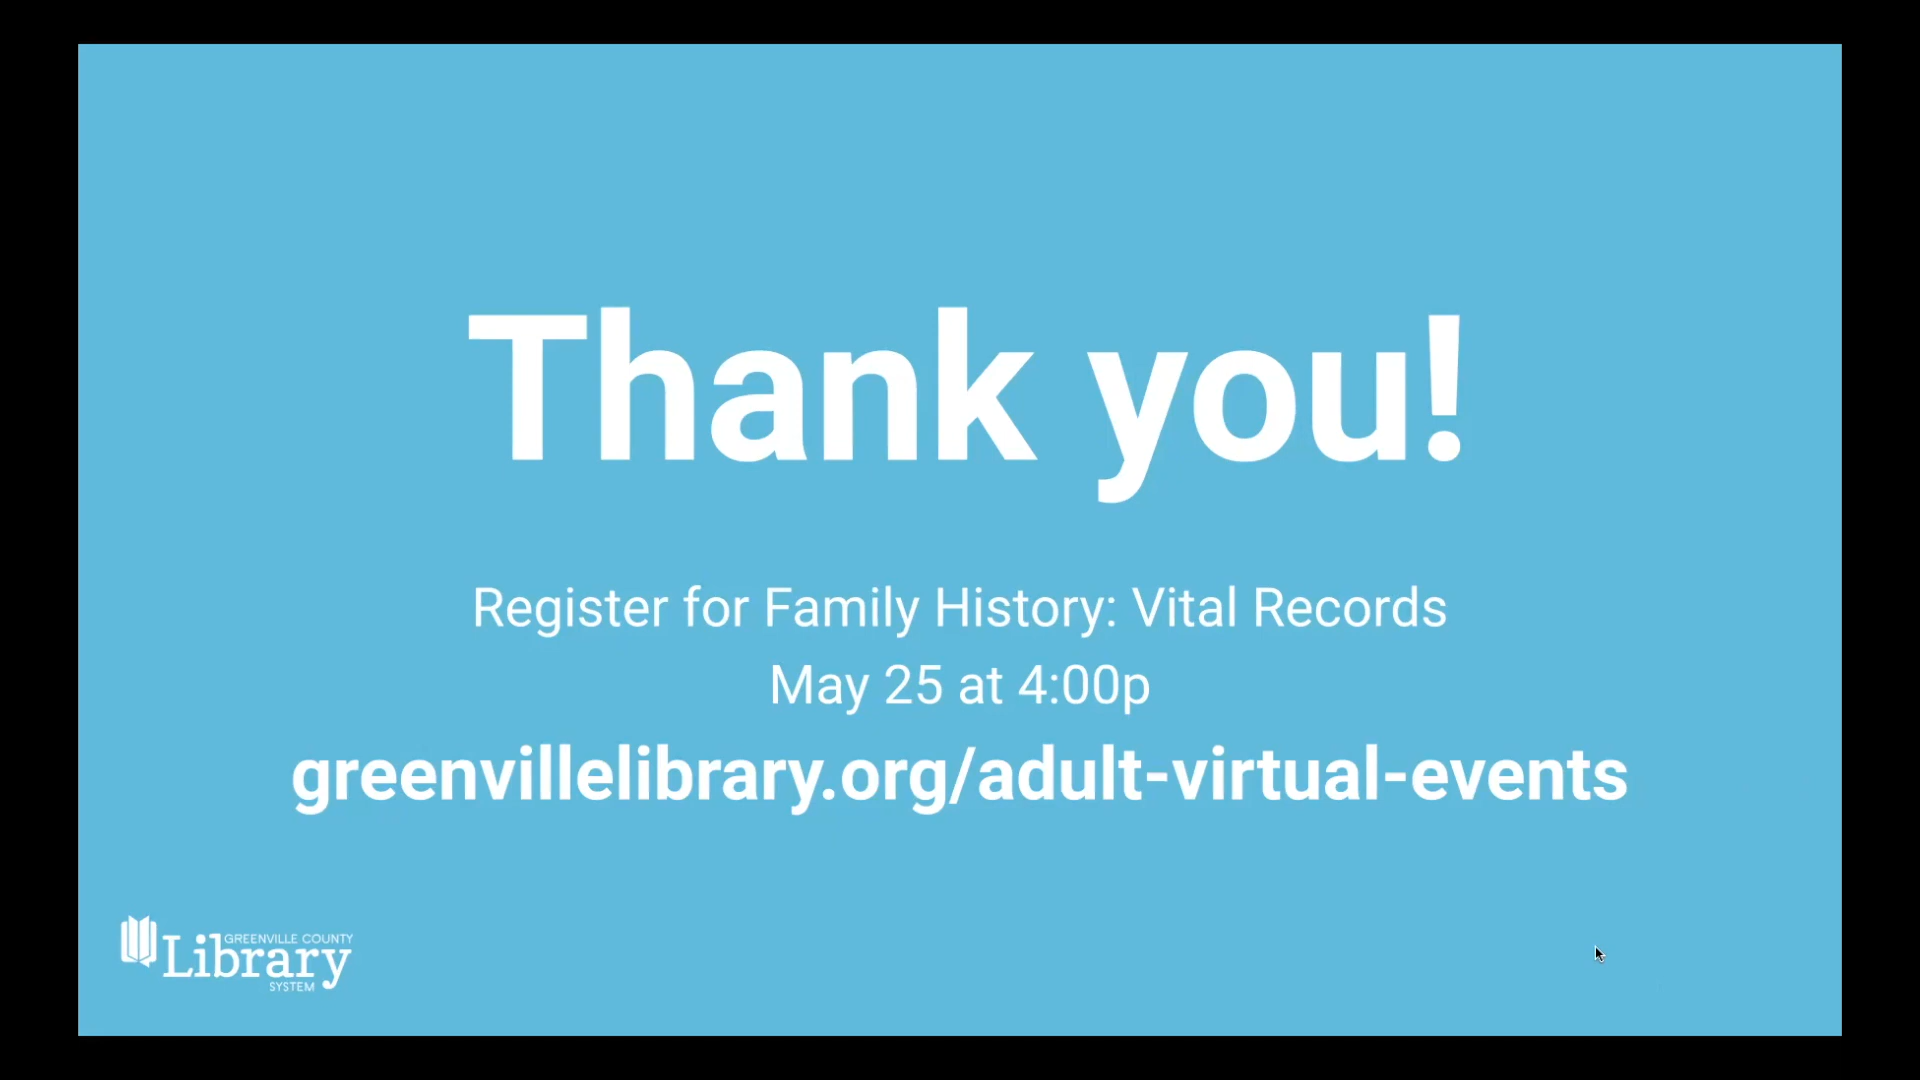 Thank you!
Register for Family History: Vital Records
May 25 at 4:00p
greenvillelibrary.org/adult-virtual-events
GREENVILLE COUNTY
Library
SYSTEM